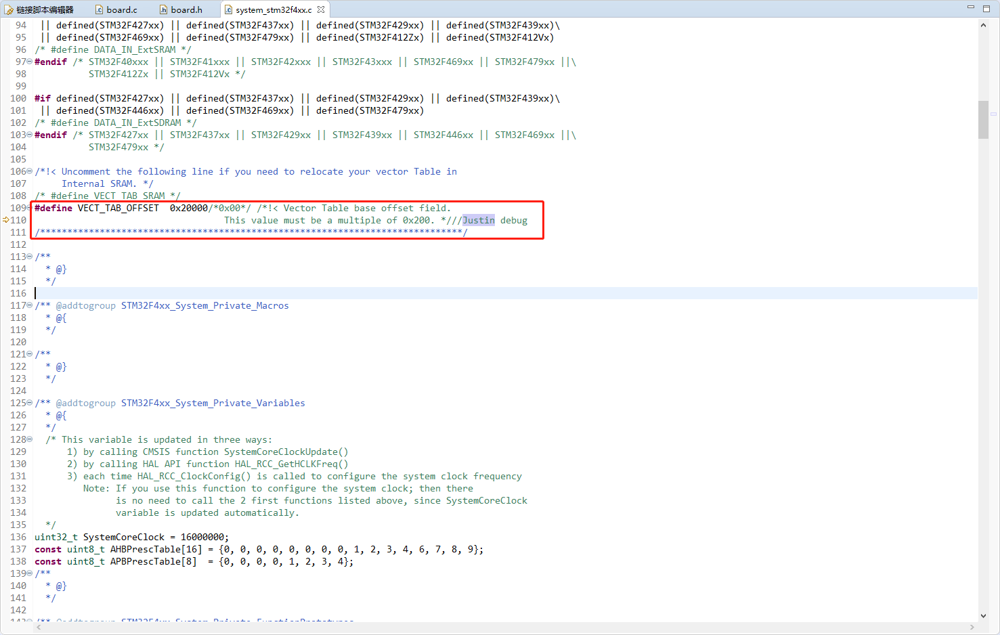 链接脚本编辑器 board.c board.h system_stm32f4xx.c
94 || defined(STM32F427xx) || defined(STM32F437xx) || defined(STM32F429xx) || defined(STM32F439xx)\
95 || defined(STM32F469xx) || defined(STM32F479xx) || defined(STM32F412Zx) || defined(STM32F412Vx)
96 /* #define DATA_IN_ExtSRAM */
97 #endif /* STM32F40xxx || STM32F41xxx || STM32F42xxx || STM32F43xxx || STM32F469xx || STM32F479xx ||\
98 STM32F412Zx || STM32F412Vx */
99
100 #if defined(STM32F427xx) || defined(STM32F437xx) || defined(STM32F429xx) || defined(STM32F439xx)\
101 || defined(STM32F446xx) || defined(STM32F469xx) || defined(STM32F479xx)
102 /* #define DATA_IN_ExtSDRAM */
103 #endif /* STM32F427xx || STM32F437xx || STM32F429xx || STM32F439xx || STM32F446xx || STM32F469xx ||\
104 STM32F479xx */
105
106 /*!< Uncomment the following line if you need to relocate your vector Table in
107 Internal SRAM. */
108 /* #define VECT_TAB_SRAM */
109 #define VECT_TAB_OFFSET 0x20000/*0x00*/ /*!< Vector Table base offset field.
110 This value must be a multiple of 0x200. *///Justin debug
111 /******************************************************************************/
112
113 /**
114 * @}
115 */
116
117 /** @addtogroup STM32F4xx_System_Private_Macros
118 * @{
119 */
120
121 /**
122 * @}
123 */
124
125 /** @addtogroup STM32F4xx_System_Private_Variables
126 * @{
127 */
128 /* This variable is updated in three ways:
129 1) by calling CMSIS function SystemCoreClockUpdate()
130 2) by calling HAL API function HAL_RCC_GetHCLKFreq()
131 3) each time HAL_RCC_ClockConfig() is called to configure the system clock frequency
132 Note: If you use this function to configure the system clock; then there
133 is no need to call the 2 first functions listed above, since SystemCoreClock
134 variable is updated automatically.
135 */
136 uint32_t SystemCoreClock = 16000000;
137 const uint8_t AHBPrescTable[16] = {0, 0, 0, 0, 0, 0, 0, 0, 1, 2, 3, 4, 6, 7, 8, 9};
138 const uint8_t APBPrescTable[8] = {0, 0, 0, 0, 1, 2, 3, 4};
139 /**
140 * @}
141 */
142
143 /** @addtogroup STM32F4xx_System_Private_FunctionPrototypes